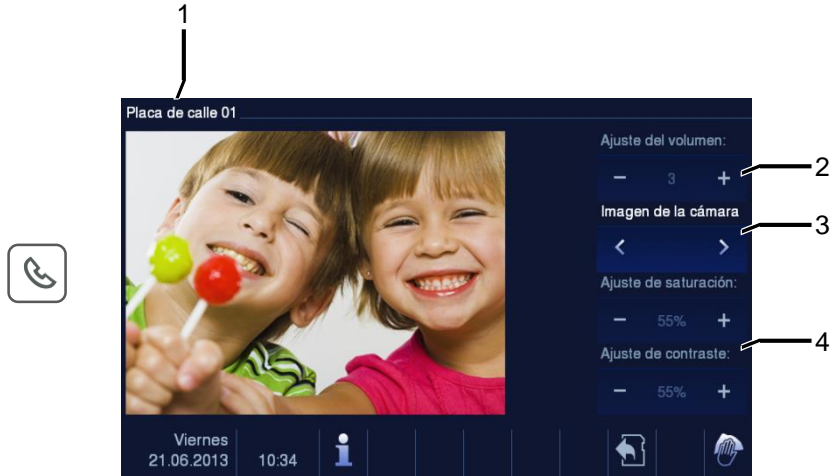 1
Placa de calle 01
Ajuste del volumen:
− 3 +
2
Imagen de la cámara
< >
3
Ajuste de saturación:
− 55% +
Ajuste de contraste:
4
− 55% +
Viernes
21.06.2013 10:34 i